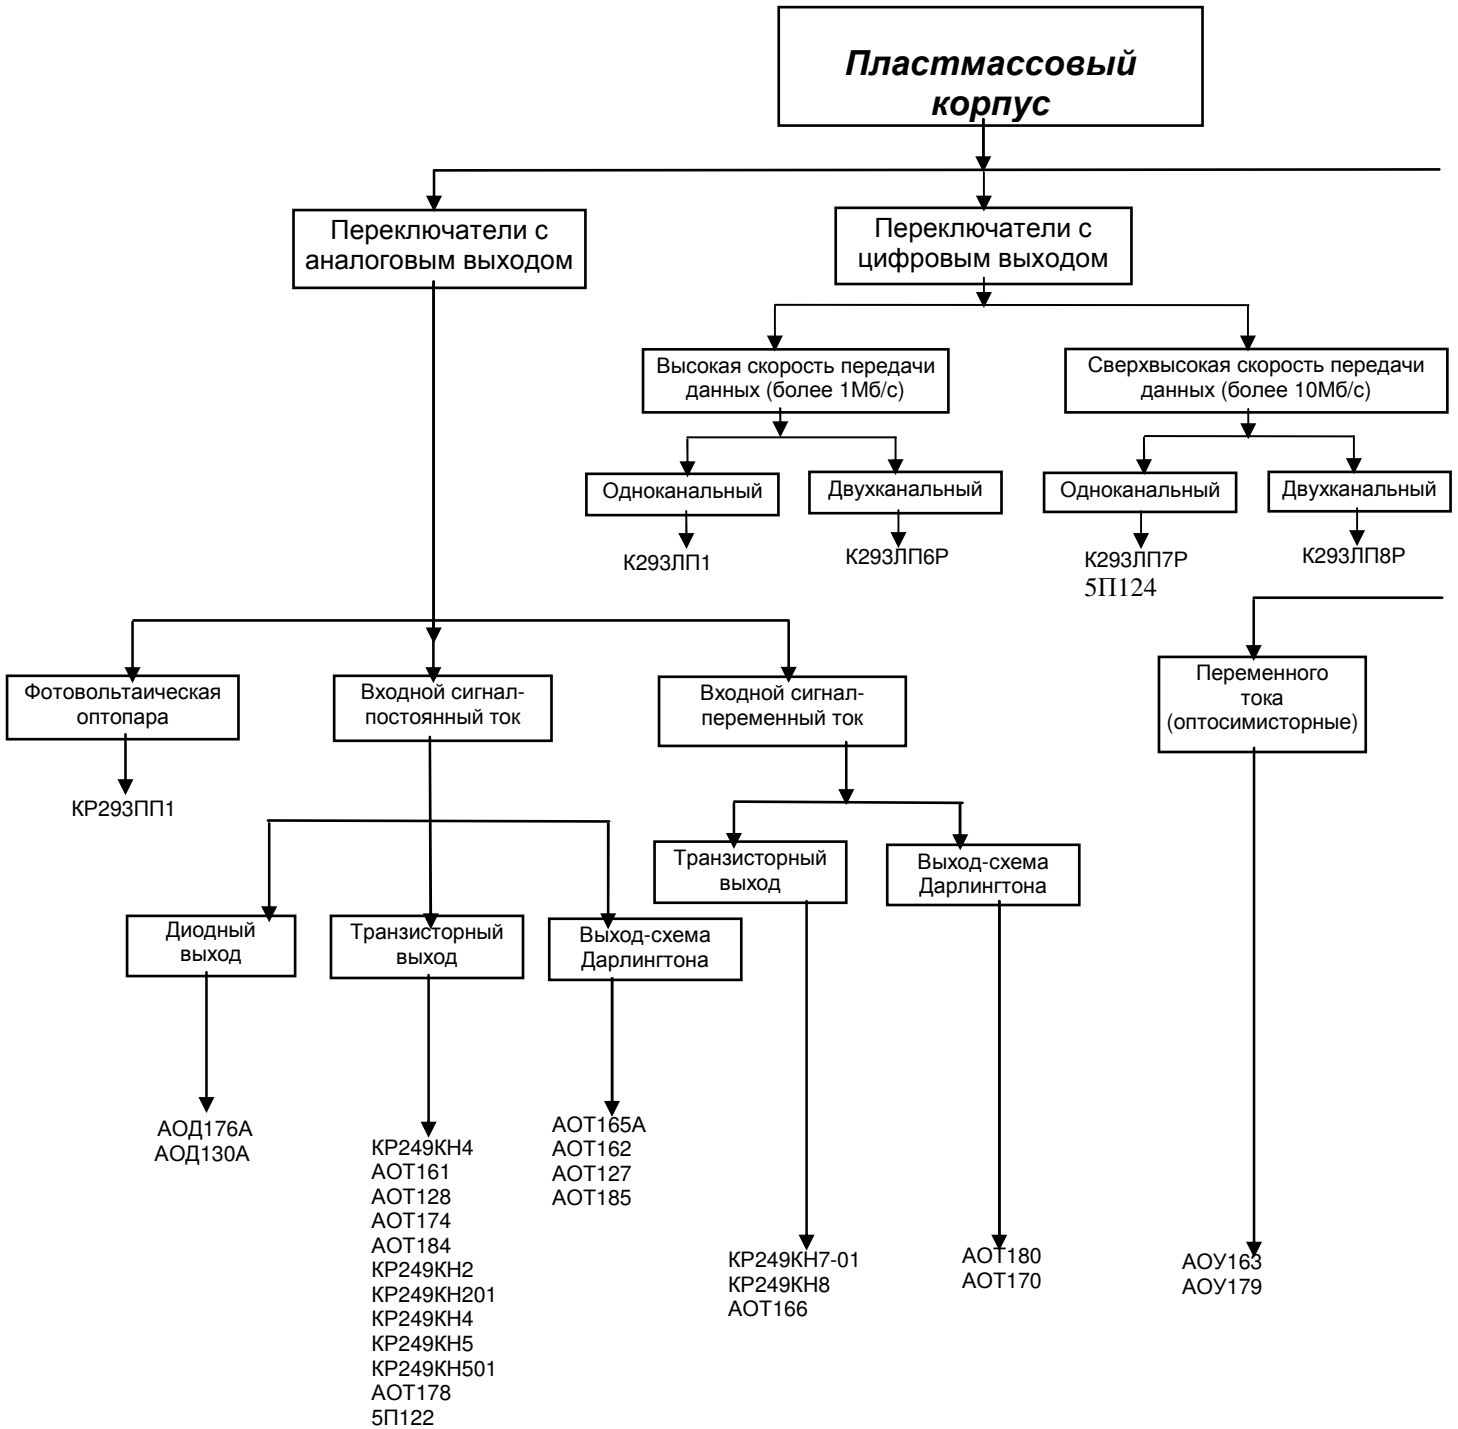 Пластмассовый
корпус
Переключатели с
аналоговым выходом
Переключатели с
цифровым выходом
Высокая скорость передачи
данных (более 1Мб/с)
Сверхвысокая скорость передачи
данных (более 10Мб/с)
Одноканальный
Двухканальный
Одноканальный
Двухканальный
К293ЛП1
К293ЛП6Р
К293ЛП7Р
5П124
К293ЛП8Р
Фотовольтаическая
оптопара
Входной сигнал-
постоянный ток
Входной сигнал-
переменный ток
Переменного
тока
(оптосимисторные)
КР293ПП1
Транзисторный
выход
Выход-схема
Дарлингтона
Диодный
выход
Транзисторный
выход
Выход-схема
Дарлингтона
АОД176А
АОД130А
КР249КН4
АОТ161
АОТ128
АОТ174
АОТ184
КР249КН2
КР249КН201
КР249КН4
КР249КН5
КР249КН501
АОТ178
5П122
АОТ165А
АОТ162
АОТ127
АОТ185
КР249КН7-01
КР249КН8
АОТ166
АОТ180
АОТ170
АОУ163
АОУ179